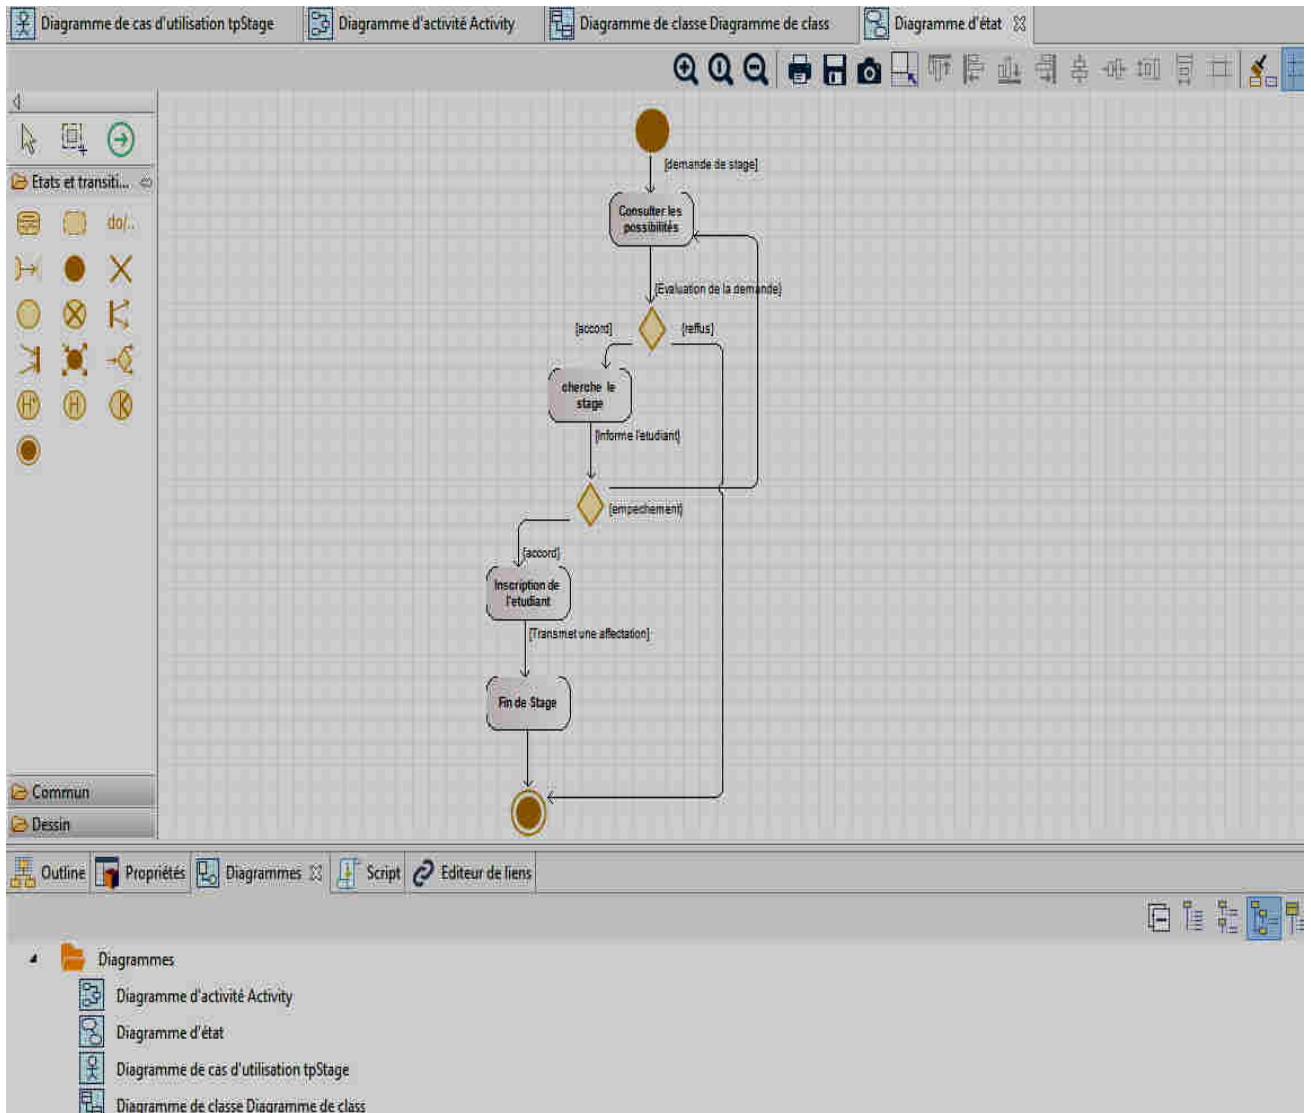 Diagramme de cas d'utilisation tpStage
Diagramme d'activité Activity
Diagramme de classe Diagramme de class
Diagramme d'état
Etats et transiti...
do/..
H*
H
Commun
Dessin
[demande de stage]
Consulter les
possibilités
[Evaluation de la demande]
[accord]
[reffus]
cherche le
stage
[Informe l'etudiant]
[empechement]
[accord]
Inscription de
l'etudiant
[Transmet une affectation]
Fin de Stage
Outline
Propriétés
Diagrammes
Script
Editeur de liens
Diagrammes
Diagramme d'activité Activity
Diagramme d'état
Diagramme de cas d'utilisation tpStage
Diagramme de classe Diagramme de class